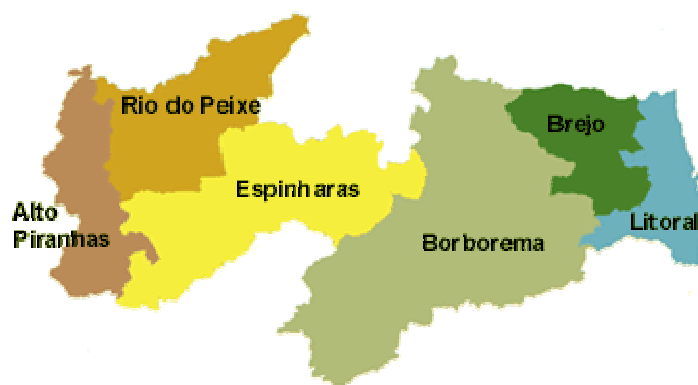 Rio do Peixe
Brejo
Espinharas
Alto
Piranhas
Litoral
Borborema